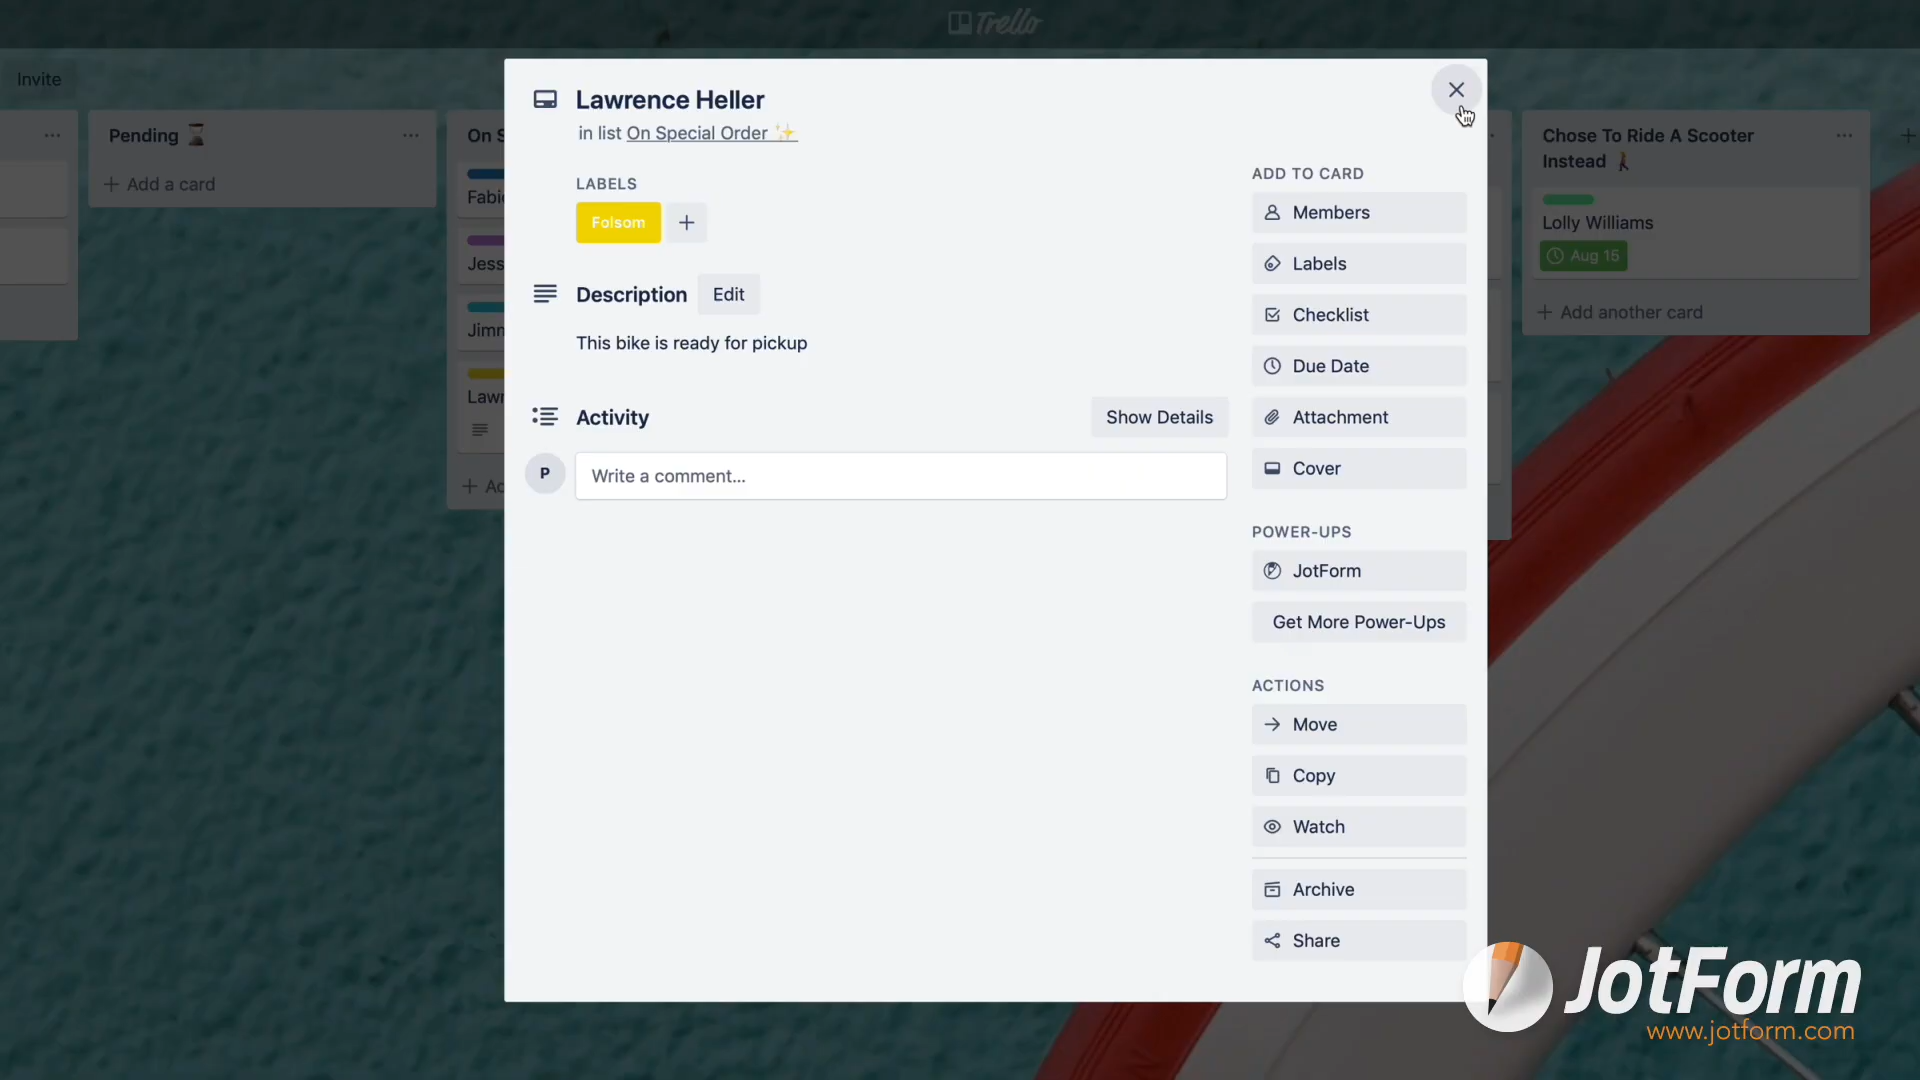 Trello
Invite
Pending ⌛
Add a card
On S
Fabi
Jess
Jimn
Lawr
Lawrence Heller
in list On Special Order ✨
LABELS
Folsom
Description
Edit
This bike is ready for pickup
Activity
Show Details
P
Write a comment...
ADD TO CARD
Members
Labels
Checklist
Due Date
Attachment
Cover
POWER-UPS
JotForm
Get More Power-Ups
ACTIONS
Move
Copy
Watch
Archive
Share
Chose To Ride A Scooter
Instead 🚶
Lolly Williams
Aug 15
Add another card
JotForm
www.jotform.com